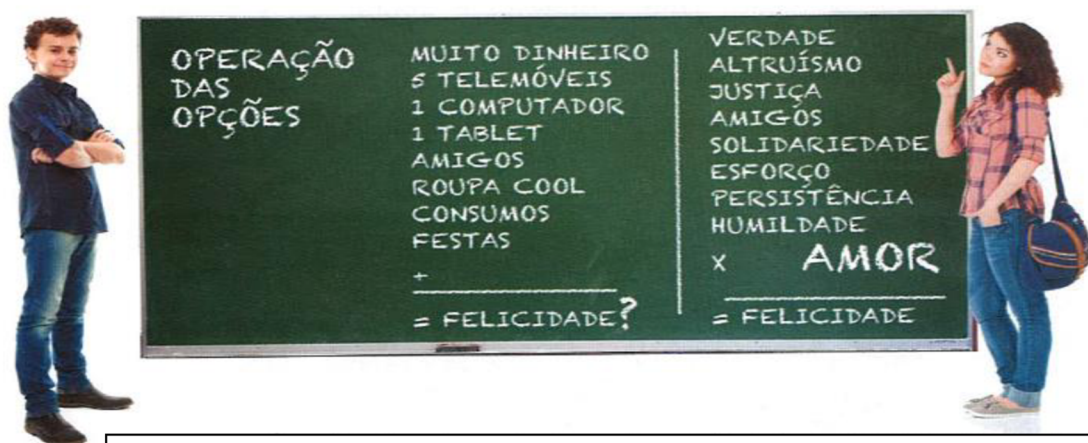 OPERAÇÃO
DAS
OPÇÕES
MUITO DINHEIRO
5 TELEMÓVEIS
1 COMPUTADOR
1 TABLET
AMIGOS
ROUPA COOL
CONSUMOS
FESTAS
+
= FELICIDADE?
VERDADE
ALTRUÍSMO
JUSTIÇA
AMIGOS
SOLIDARIEDADE
ESFORÇO
PERSISTÊNCIA
HUMILDADE
X AMOR
= FELICIDADE